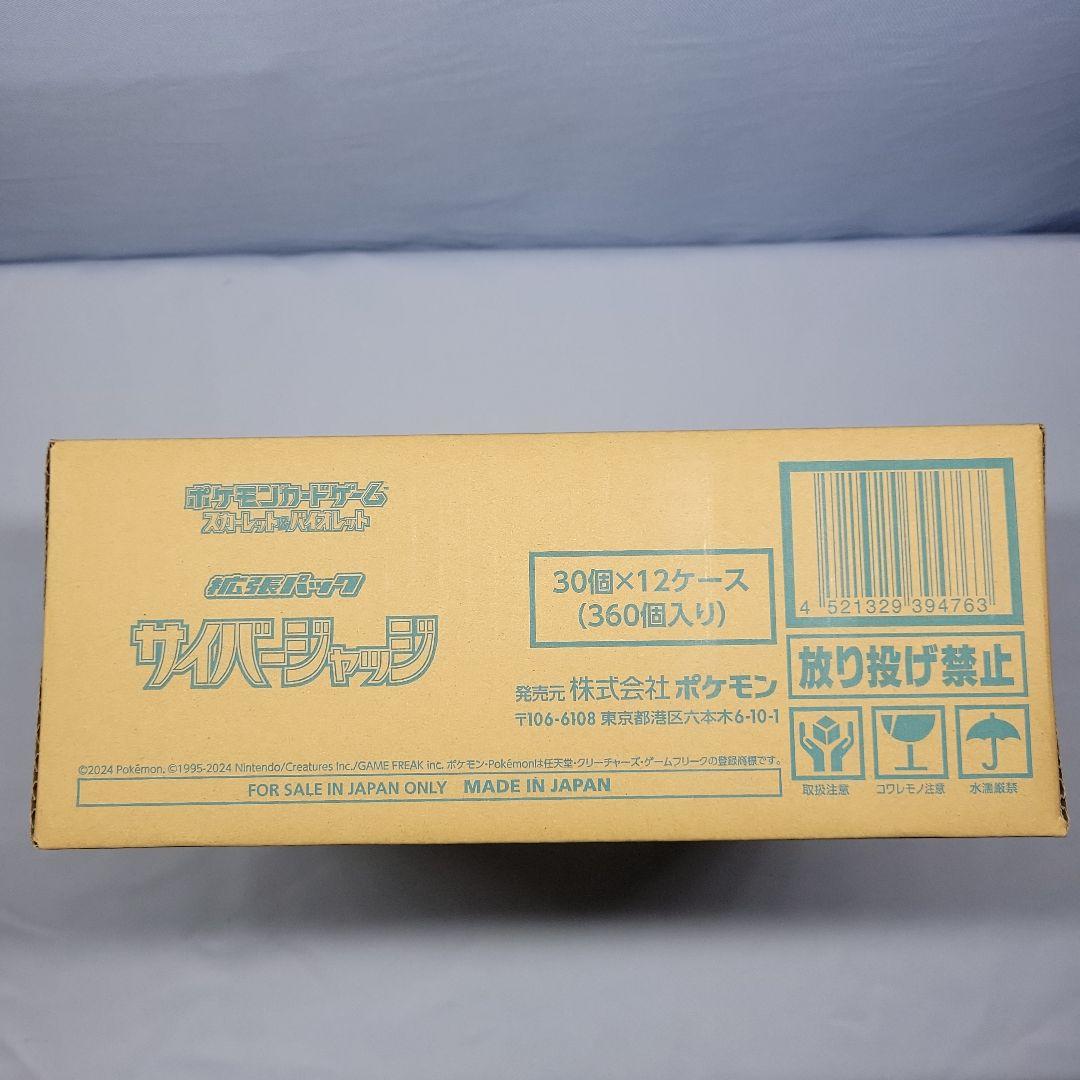 ポケモンカードゲーム
スカーレット&バイオレット
拡張パック
サイバージャッジ
30個×12ケース
(360個入り)
発売元 株式会社 ポケモン
〒106-6108 東京都港区六本木6-10-1
4 521329 394763
放り投げ禁止
取扱注意 コワレモノ注意 水濡厳禁
©2024 Pokémon. ©1995-2024 Nintendo/Creatures Inc./GAME FREAK inc. ポケモン・Pokémonは任天堂・クリーチャーズ・ゲームフリークの登録商標です。
FOR SALE IN JAPAN ONLY MADE IN JAPAN